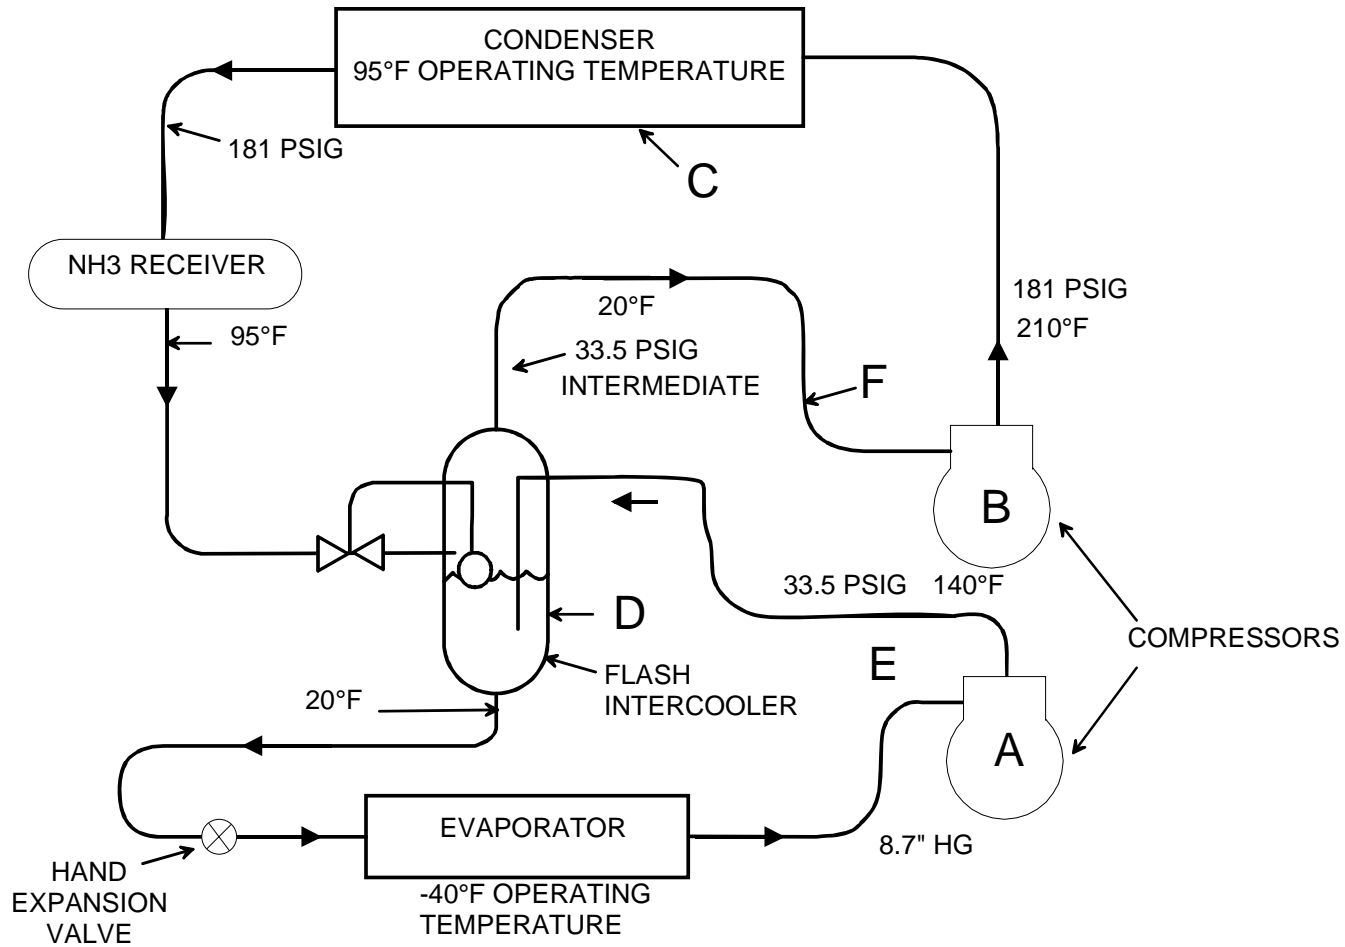 CONDENSER
95°F OPERATING TEMPERATURE
181 PSIG
C
NH3 RECEIVER
95°F
20°F
33.5 PSIG
INTERMEDIATE
F
181 PSIG
210°F
B
33.5 PSIG 140°F
COMPRESSORS
D
E
FLASH
INTERCOOLER
20°F
A
EVAPORATOR
8.7" HG
HAND
EXPANSION
VALVE
-40°F OPERATING
TEMPERATURE